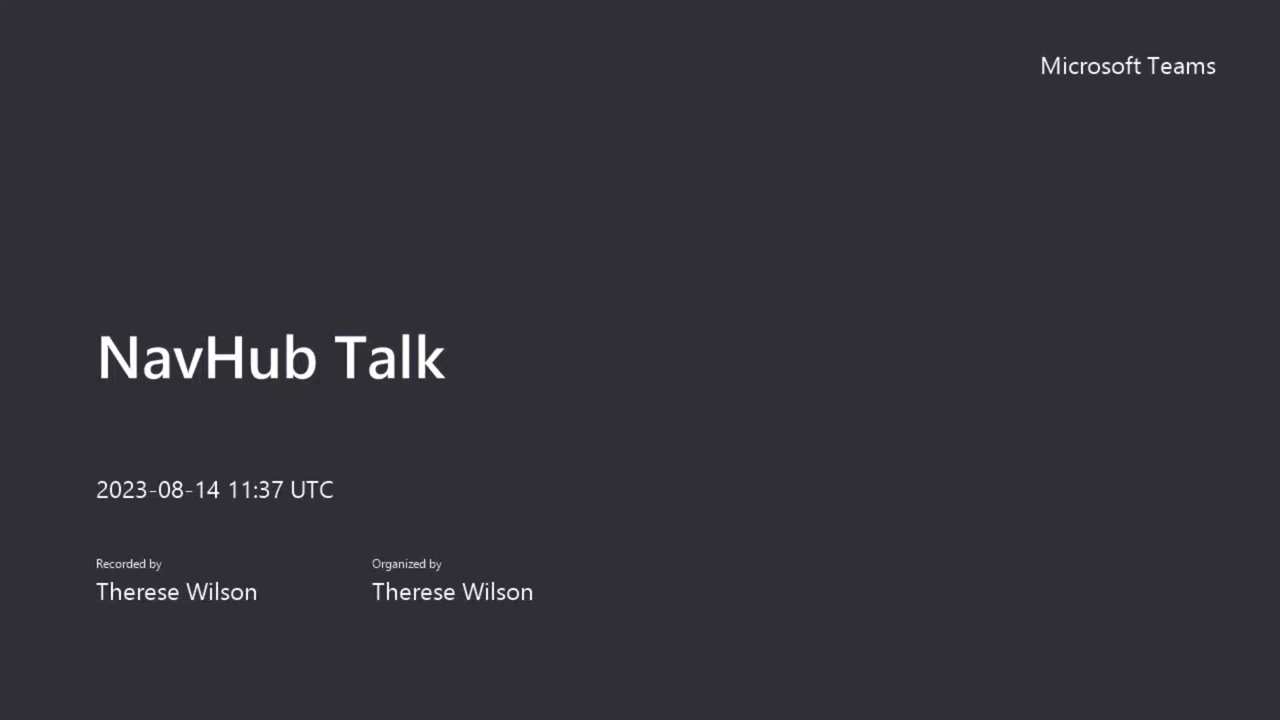 Microsoft Teams
NavHub Talk
2023-08-14 11:37 UTC
Recorded by
Therese Wilson
Organized by
Therese Wilson